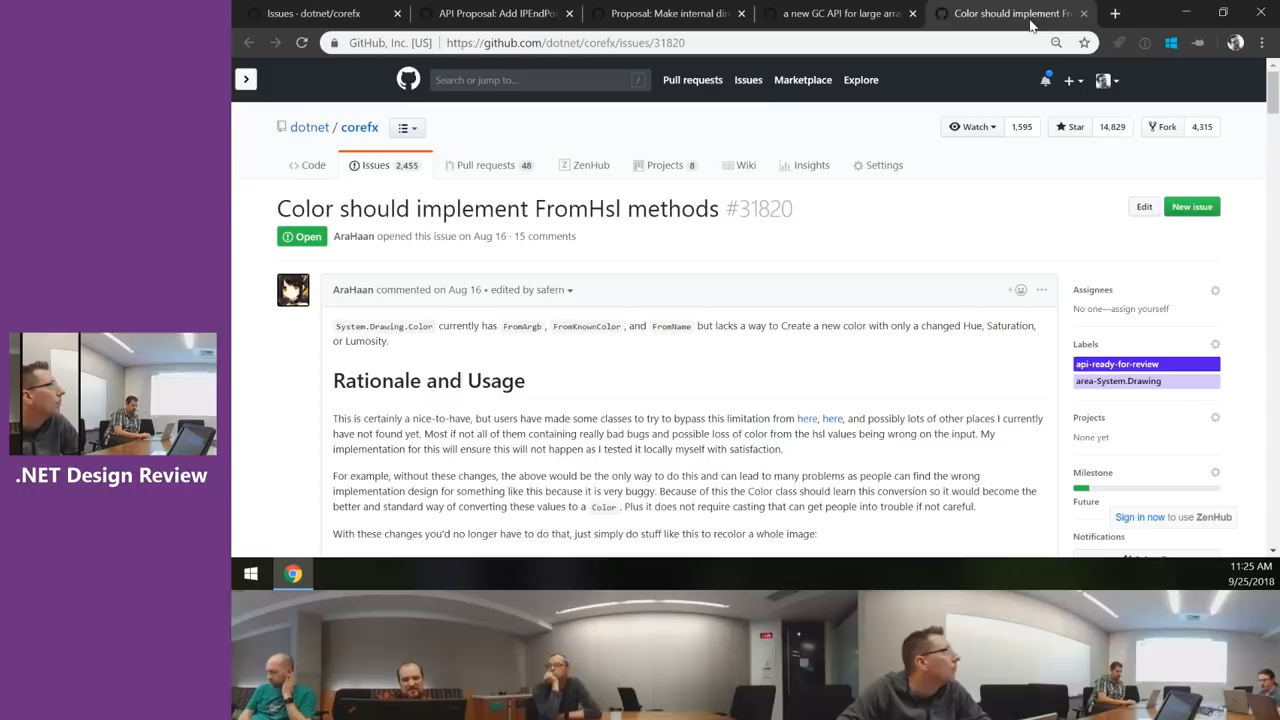 Issues · dotnet/corefx
API Proposal: Add IPEndPo
Proposal: Make internal di
a new GC API for large arra
Color should implement Fr
GitHub, Inc. [US]
https://github.com/dotnet/corefx/issues/31820
Search or jump to...
/
Pull requests
Issues
Marketplace
Explore
dotnet / corefx
Watch
1,595
Star
14,829
Fork
4,315
Code
Issues 2,455
Pull requests 48
ZenHub
Projects 8
Wiki
Insights
Settings
Color should implement FromHsl methods #31820
Edit
New issue
Open
AraHaan opened this issue on Aug 16 · 15 comments
AraHaan commented on Aug 16 • edited by safern
System.Drawing.Color currently has FromArgb, FromKnownColor, and FromName but lacks a way to Create a new color with only a changed Hue, Saturation,
or Lumosity.
Rationale and Usage
This is certainly a nice-to-have, but users have made some classes to try to bypass this limitation from here, here, and possibly lots of other places I currently
have not found yet. Most if not all of them containing really bad bugs and possible loss of color from the hsl values being wrong on the input. My
implementation for this will ensure this will not happen as I tested it locally myself with satisfaction.
For example, without these changes, the above would be the only way to do this and can lead to many problems as people can find the wrong
implementation design for something like this because it is very buggy. Because of this the Color class should learn this conversion so it would become the
better and standard way of converting these values to a Color. Plus it does not require casting that can get people into trouble if not careful.
With these changes you'd no longer have to do that, just simply do stuff like this to recolor a whole image:
Assignees
No one—assign yourself
Labels
api-ready-for-review
area-System.Drawing
Projects
None yet
Milestone
Future
Sign in now to use ZenHub
Notifications
.NET Design Review
11:25 AM
9/25/2018